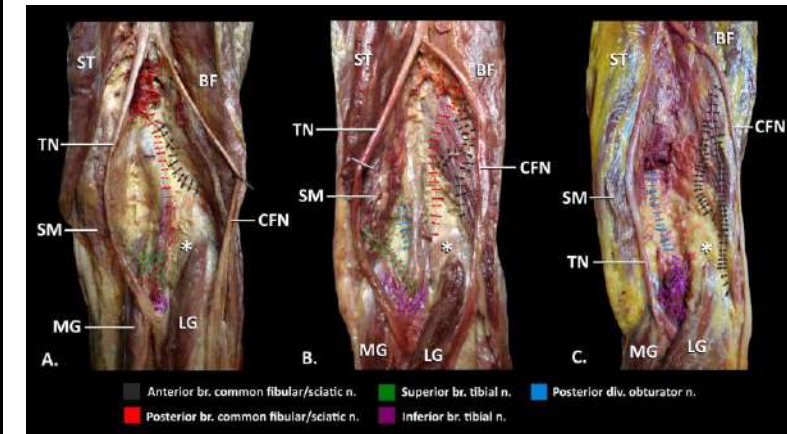 ST
BF
TN
CFN
SM
*
MG
LG
A.
ST
BF
TN
CFN
SM
*
MG
LG
B.
ST
BF
CFN
SM
*
TN
MG
LG
C.
Anterior br. common fibular/sciatic n.
Superior br. tibial n.
Posterior div. obturator n.
Posterior br. common fibular/sciatic n.
Inferior br. tibial n.